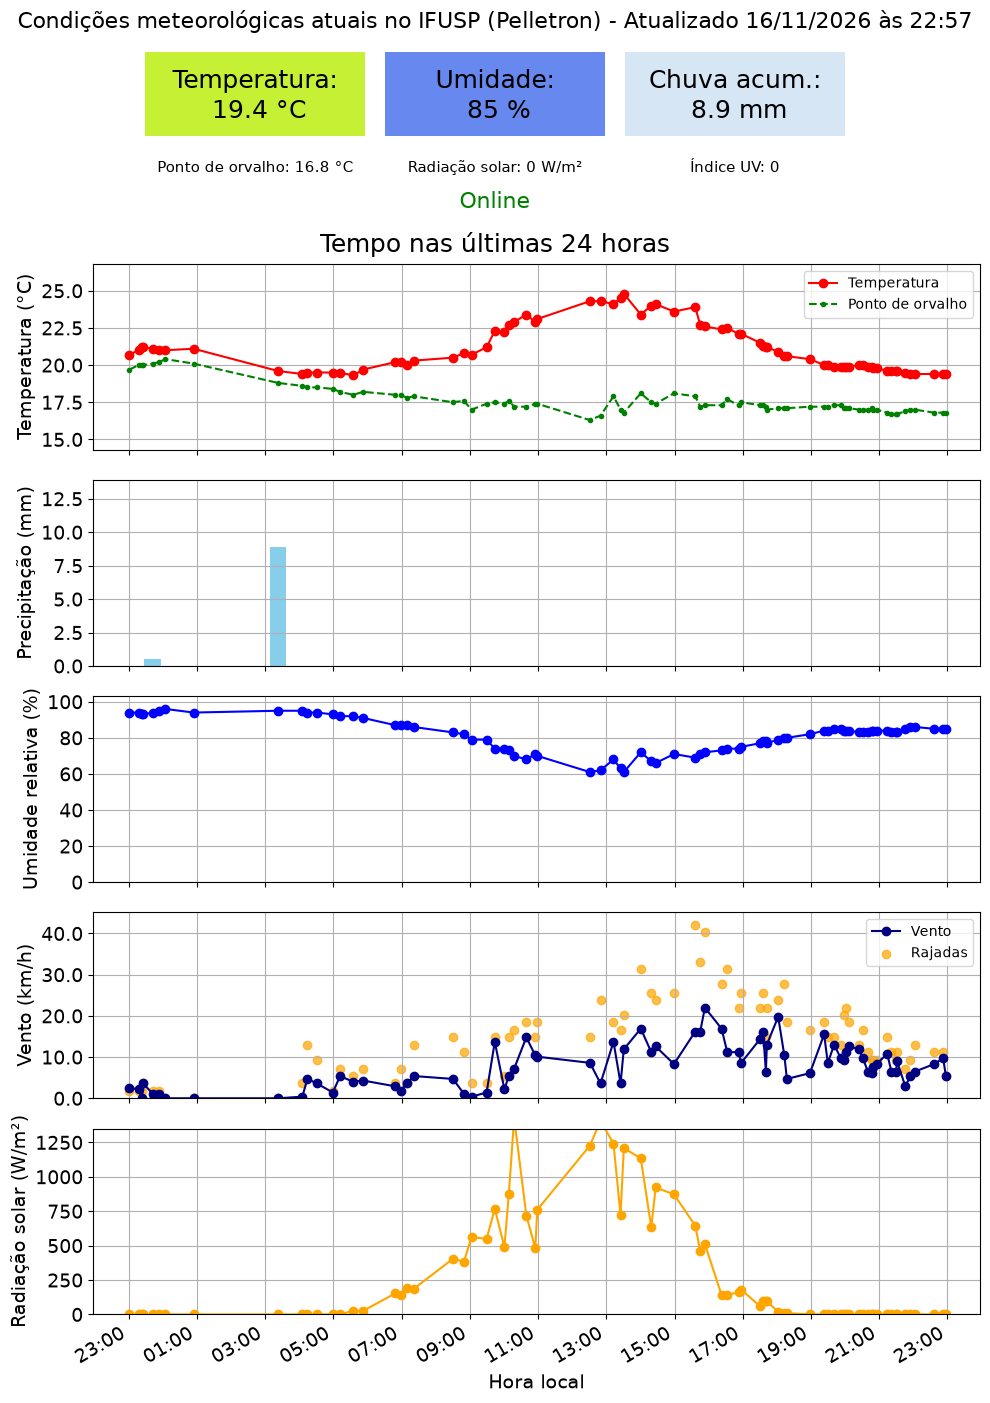 Condições meteorológicas atuais no IFUSP (Pelletron) - Atualizado 16/11/2026 às 22:57
Temperatura:
19.4 °C
Umidade:
85 %
Chuva acum.:
8.9 mm
Ponto de orvalho: 16.8 °C
Radiação solar: 0 W/m²
Índice UV: 0
Online
Tempo nas últimas 24 horas
Temperatura (°C)
25.0
22.5
20.0
17.5
15.0
Temperatura
Ponto de orvalho
Precipitação (mm)
12.5
10.0
7.5
5.0
2.5
0.0
Umidade relativa (%)
100
80
60
40
20
0
Vento (km/h)
40.0
30.0
20.0
10.0
0.0
Vento
Rajadas
Radiação solar (W/m²)
1250
1000
750
500
250
0
23:00 01:00 03:00 05:00 07:00 09:00 11:00 13:00 15:00 17:00 19:00 21:00 23:00
Hora local